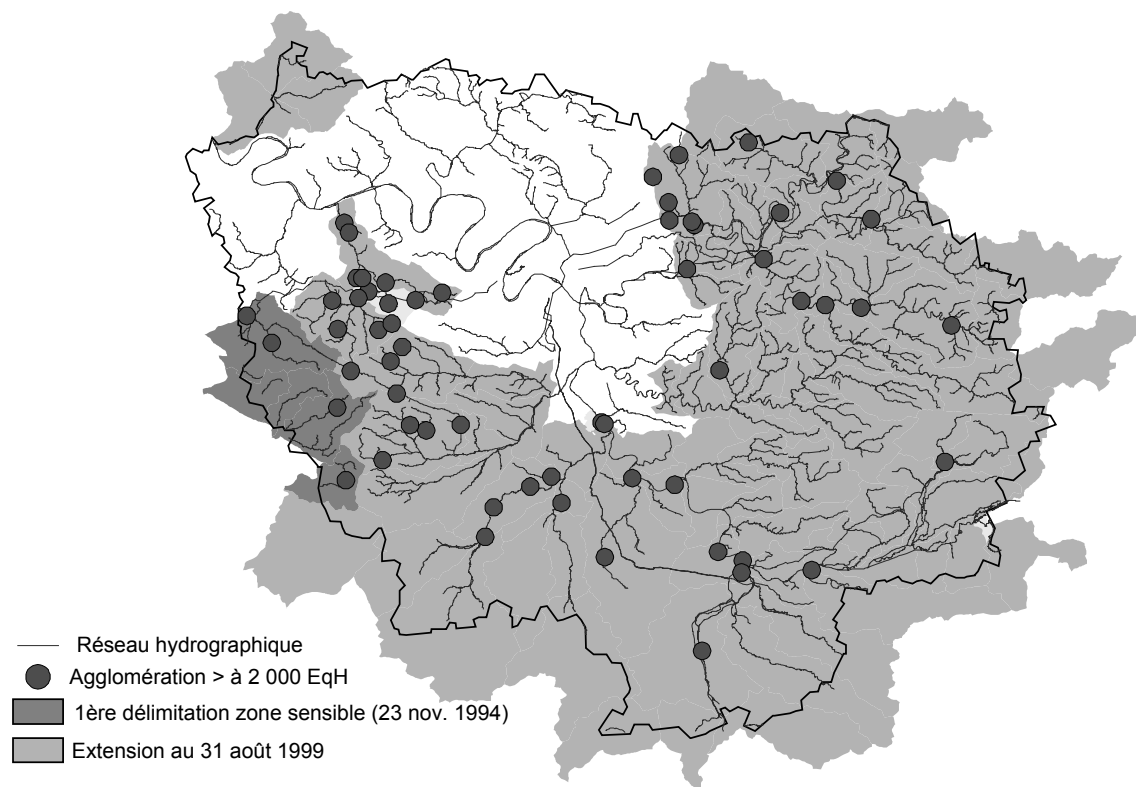 Réseau hydrographique
Agglomération > à 2 000 EqH
1ère délimitation zone sensible (23 nov. 1994)
Extension au 31 août 1999